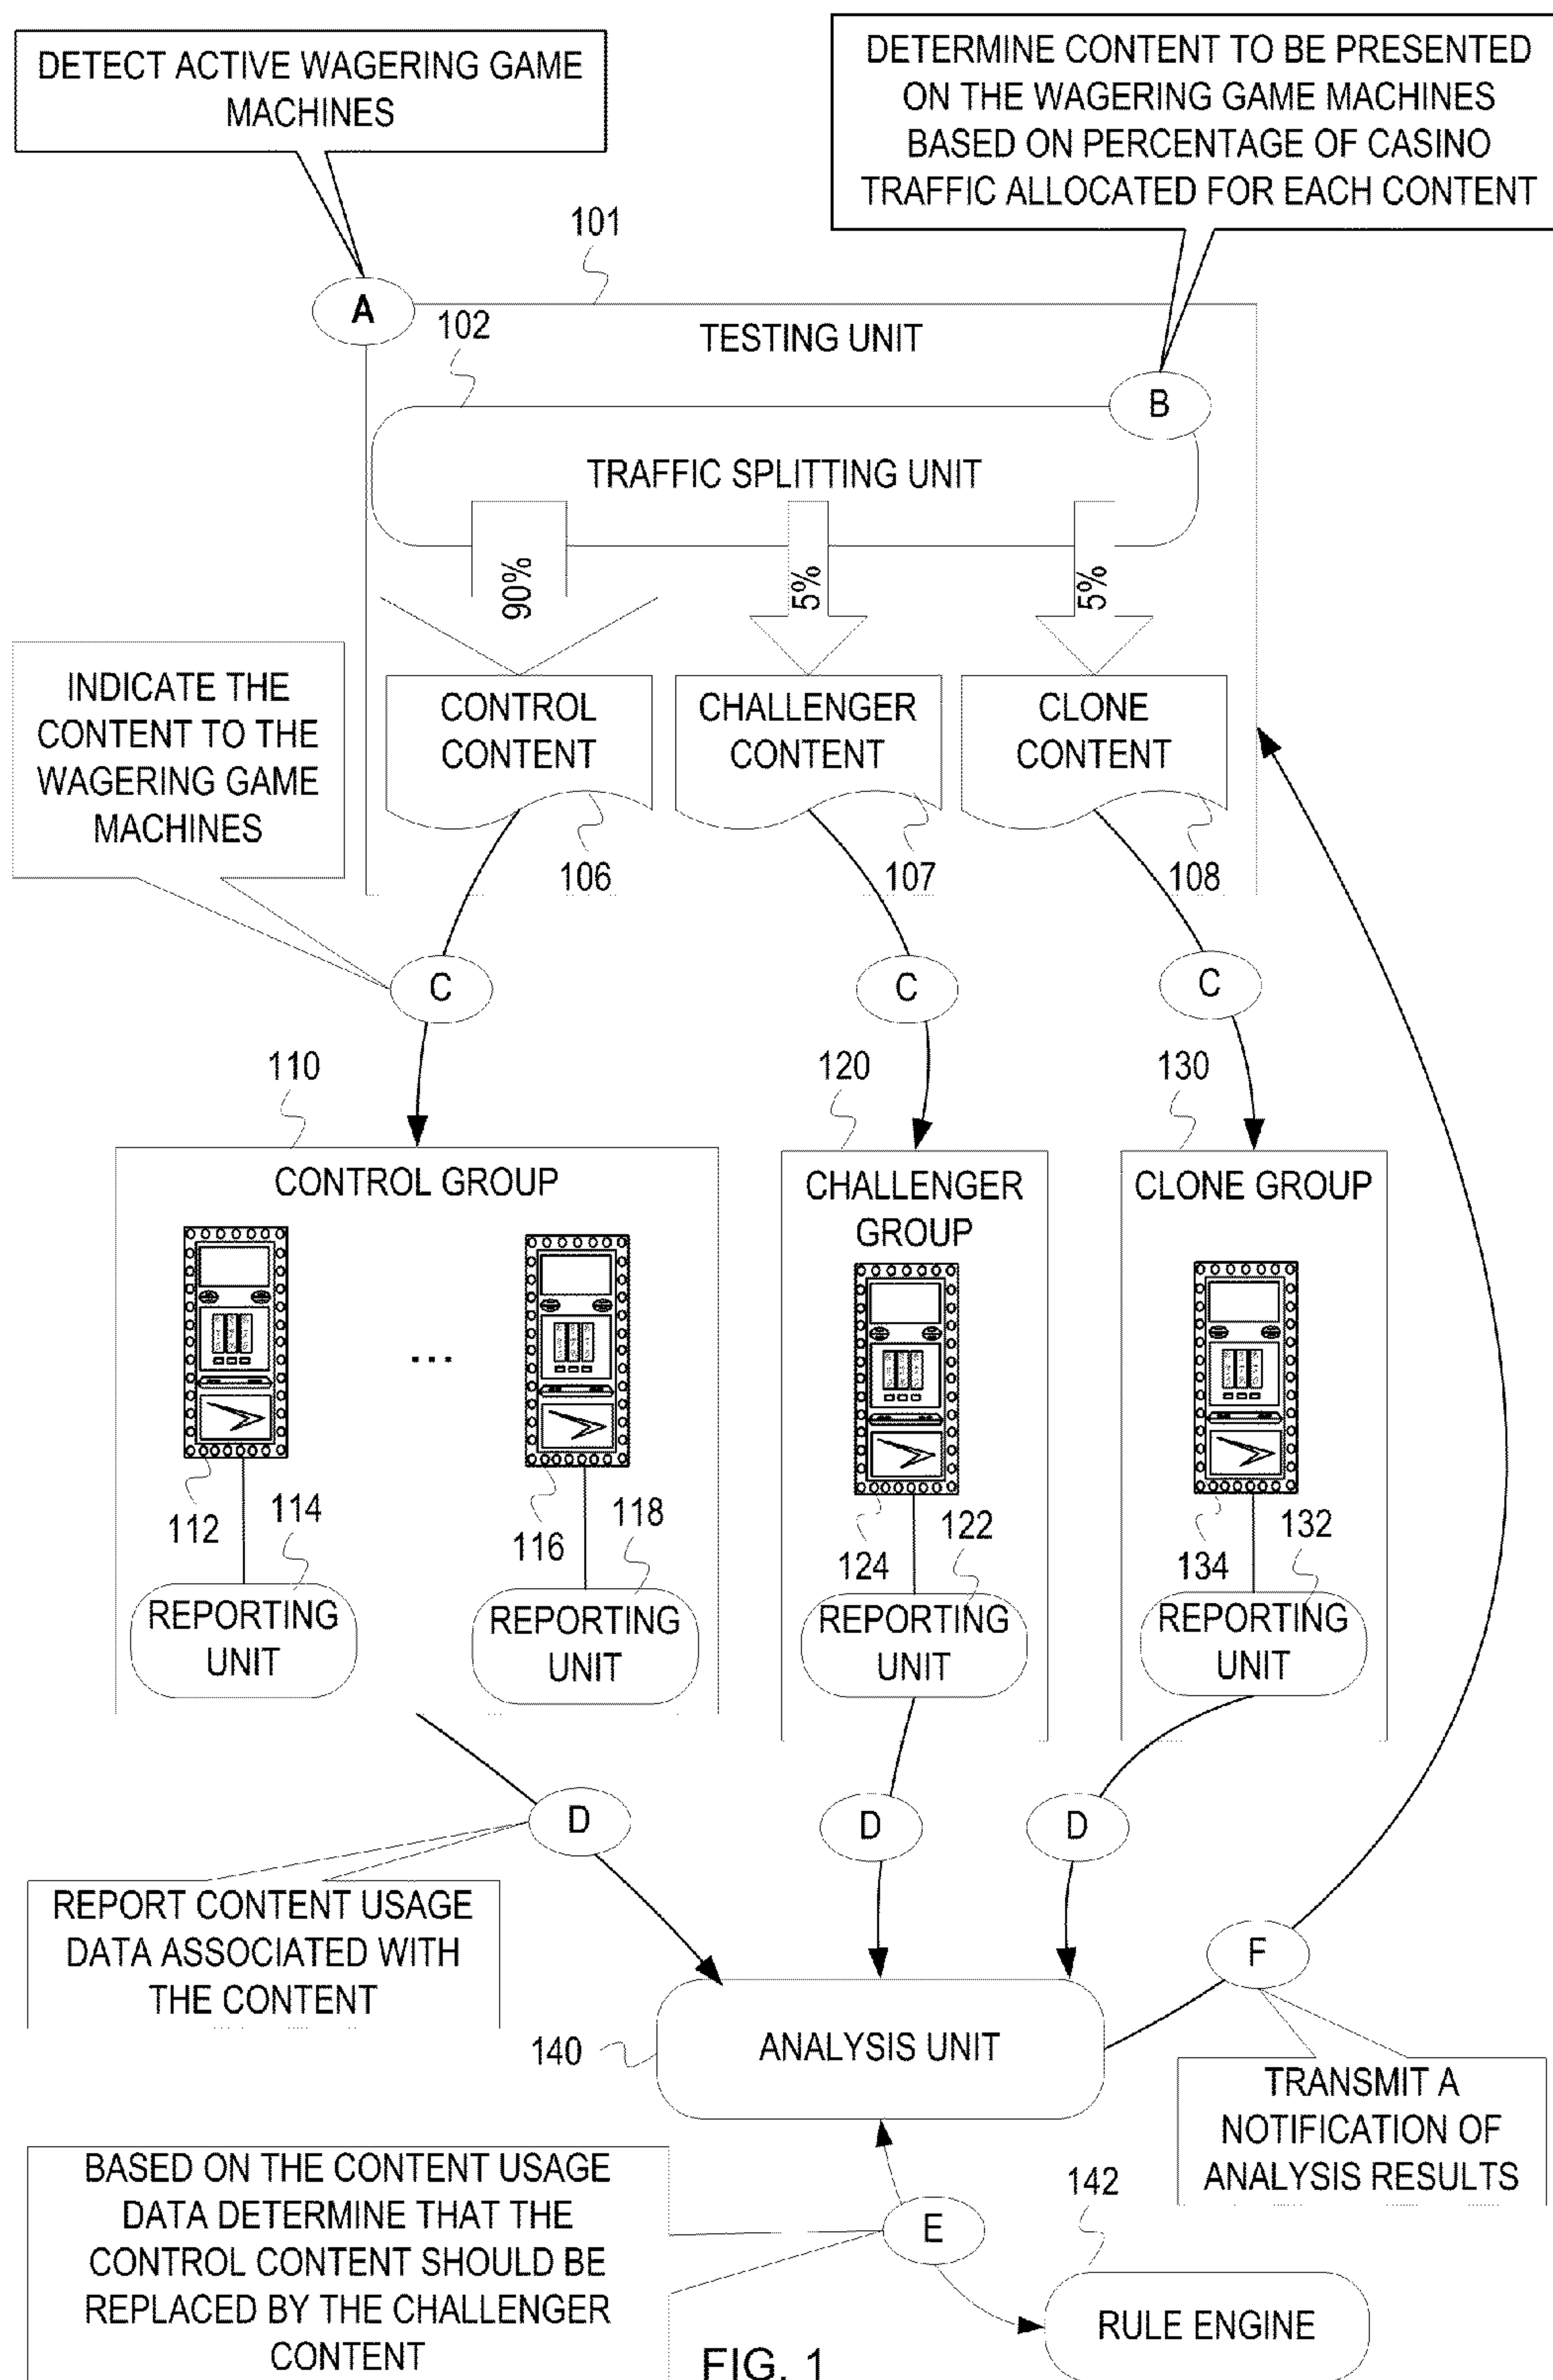 DETECT ACTIVE WAGERING GAME
MACHINES
DETERMINE CONTENT TO BE PRESENTED
ON THE WAGERING GAME MACHINES
BASED ON PERCENTAGE OF CASINO
TRAFFIC ALLOCATED FOR EACH CONTENT
101
A
102
TESTING UNIT
B
TRAFFIC SPLITTING UNIT
90%
5%
5%
INDICATE THE
CONTENT TO THE
WAGERING GAME
MACHINES
CONTROL
CONTENT
CHALLENGER
CONTENT
CLONE
CONTENT
106
107
108
C
C
C
110
120
130
CONTROL GROUP
CHALLENGER
GROUP
CLONE GROUP
...
112
114
116
118
124
122
134
132
REPORTING
UNIT
REPORTING
UNIT
REPORTING
UNIT
REPORTING
UNIT
D
D
D
REPORT CONTENT USAGE
DATA ASSOCIATED WITH
THE CONTENT
F
140
ANALYSIS UNIT
TRANSMIT A
NOTIFICATION OF
ANALYSIS RESULTS
BASED ON THE CONTENT USAGE
DATA DETERMINE THAT THE
CONTROL CONTENT SHOULD BE
REPLACED BY THE CHALLENGER
CONTENT
E
142
RULE ENGINE
FIG. 1